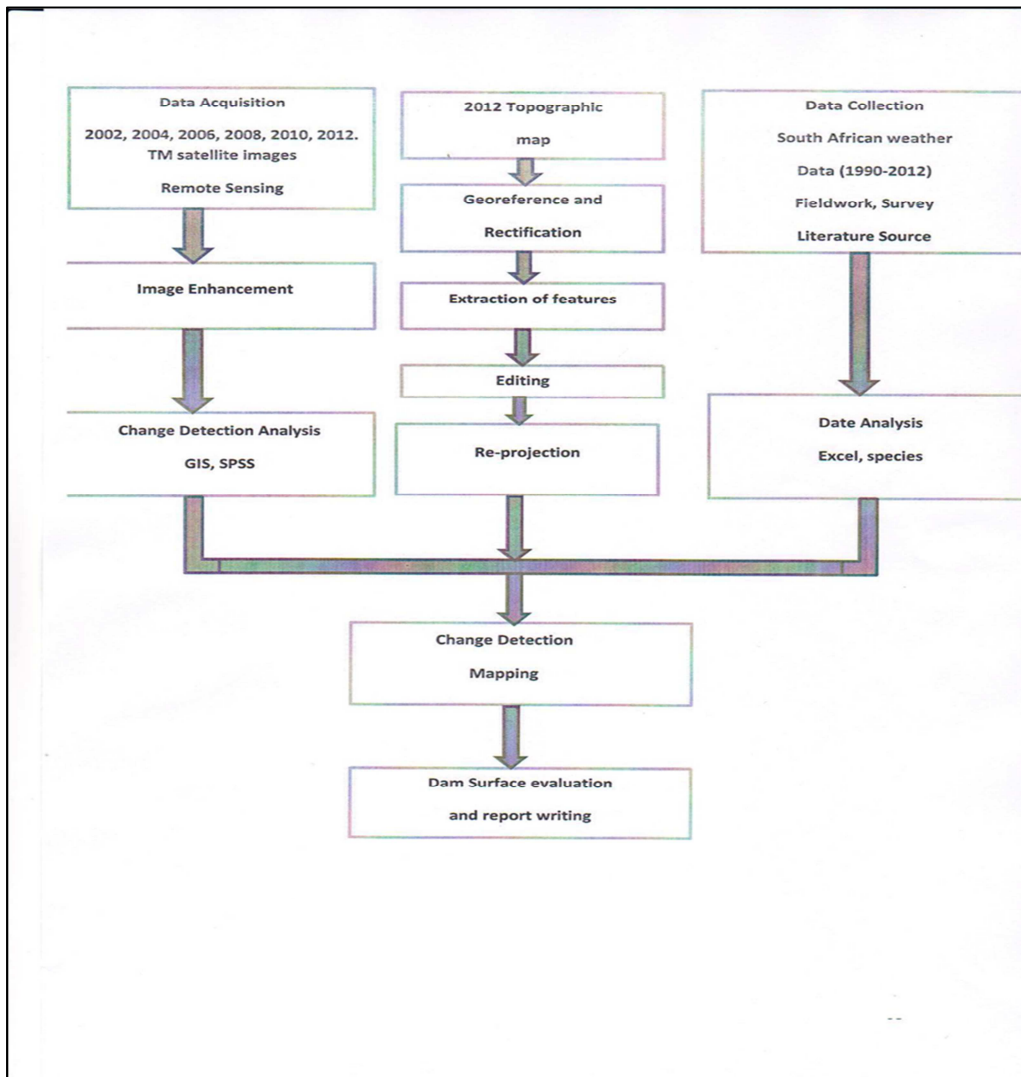 Data Acquisition
2002, 2004, 2006, 2008, 2010, 2012.
TM satellite images
Remote Sensing
Image Enhancement
Change Detection Analysis
GIS, SPSS
2012 Topographic
map
Georeference and
Rectification
Extraction of features
Editing
Re-projection
Data Collection
South African weather
Data (1990-2012)
Fieldwork, Survey
Literature Source
Date Analysis
Excel, species
Change Detection
Mapping
Dam Surface evaluation
and report writing